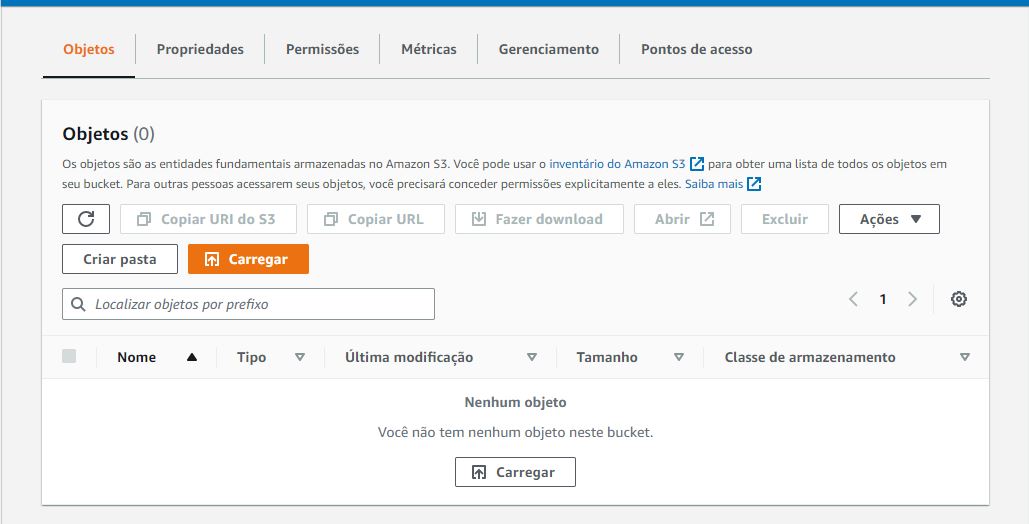 Objetos Propriedades Permissões Métricas Gerenciamento Pontos de acesso
Objetos (0)
Os objetos são as entidades fundamentais armazenadas no Amazon S3. Você pode usar o inventário do Amazon S3 para obter uma lista de todos os objetos em
seu bucket. Para outras pessoas acessarem seus objetos, você precisará conceder permissões explicitamente a eles. Saiba mais
Copiar URI do S3 Copiar URL Fazer download Abrir Excluir Ações
Criar pasta Carregar
Localizar objetos por prefixo 1
Nome Tipo Última modificação Tamanho Classe de armazenamento
Nenhum objeto
Você não tem nenhum objeto neste bucket.
Carregar